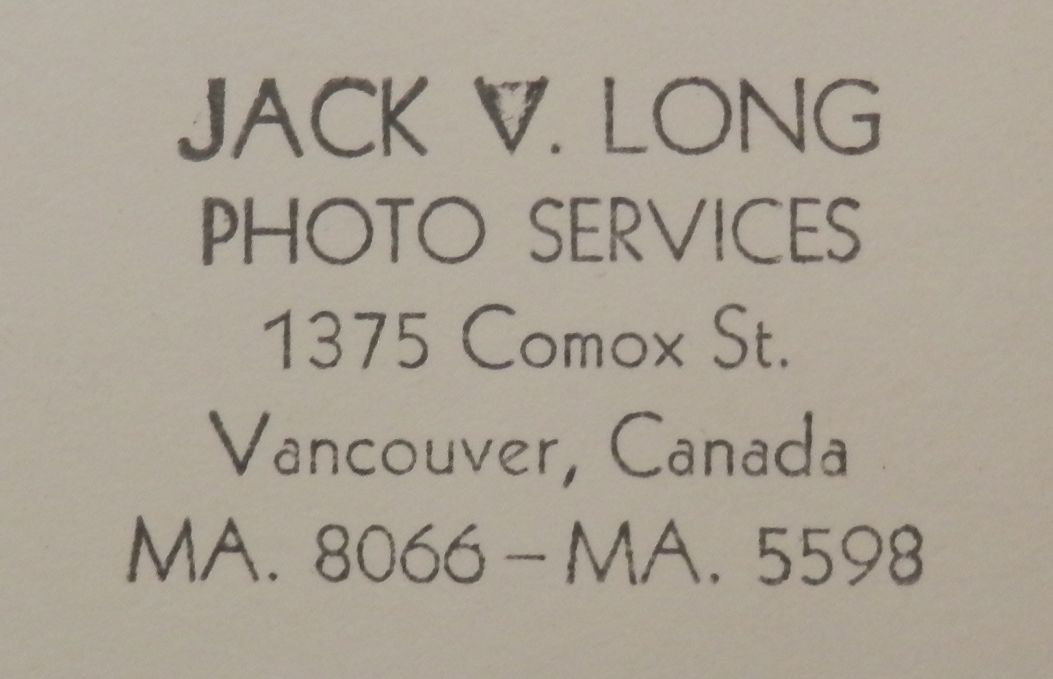 JACK V. LONG
PHOTO SERVICES
1375 Comox St.
Vancouver, Canada
MA. 8066 – MA. 5598